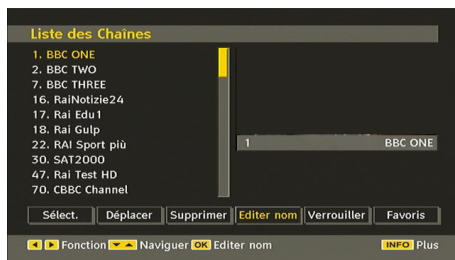 Liste des Chaînes
1. BBC ONE
2. BBC TWO
7. BBC THREE
16. RaiNotizie24
17. Rai Edu1
18. Rai Gulp
22. RAI Sport più
30. SAT2000
47. Rai Test HD
70. CBBC Channel
1 BBC ONE
Sélect. Déplacer Supprimer Editer nom Verrouiller Favoris
Fonction Naviguer OK Editer nom INFO Plus